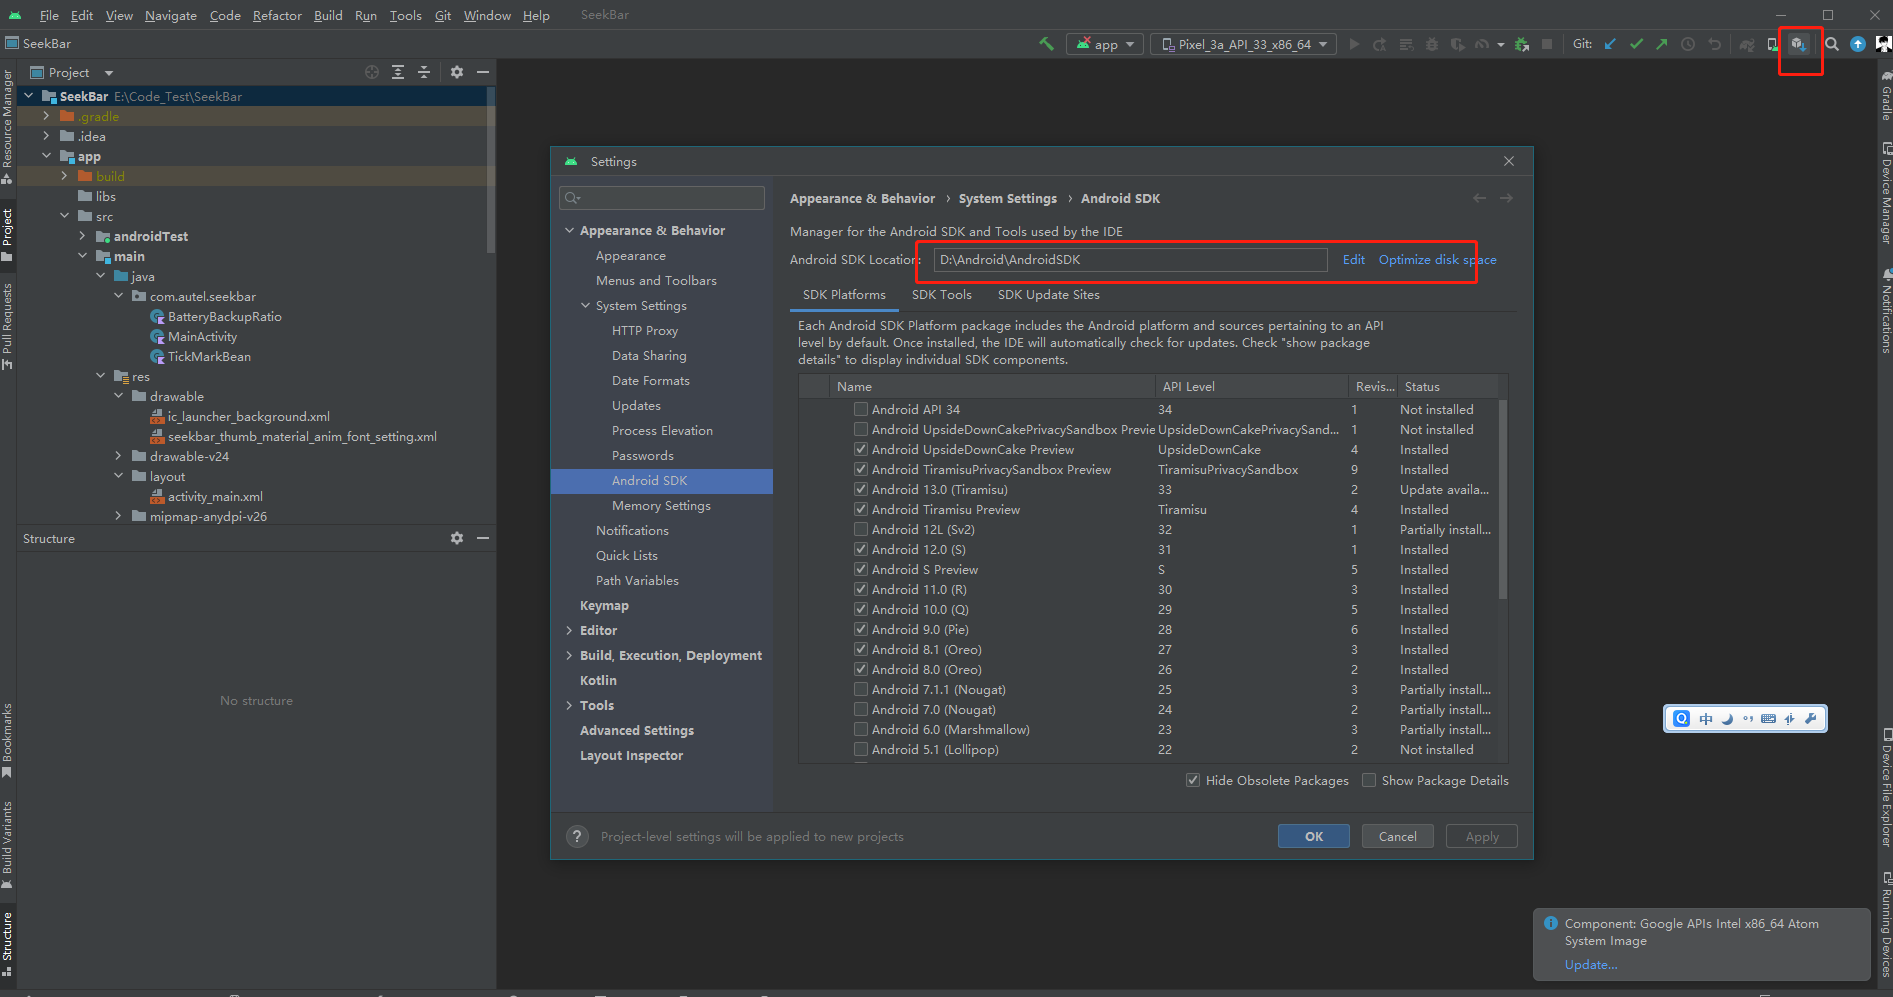 File Edit View Navigate Code Refactor Build Run Tools Git Window Help SeekBar
SeekBar
app
Pixel_3a_API_33_x86_64
Git:
Project
SeekBar E:\Code_Test\SeekBar
.gradle
.idea
app
build
libs
src
androidTest
main
java
com.autel.seekbar
BatteryBackupRatio
MainActivity
TickMarkBean
res
drawable
ic_launcher_background.xml
seekbar_thumb_material_anim_font_setting.xml
drawable-v24
layout
activity_main.xml
mipmap-anydpi-v26
Structure
No structure
Resource Manager
Project
Pull Requests
Bookmarks
Build Variants
Structure
Settings
Appearance & Behavior
Appearance
Menus and Toolbars
System Settings
HTTP Proxy
Data Sharing
Date Formats
Updates
Process Elevation
Passwords
Android SDK
Memory Settings
Notifications
Quick Lists
Path Variables
Keymap
Editor
Build, Execution, Deployment
Kotlin
Tools
Advanced Settings
Layout Inspector
Appearance & Behavior › System Settings › Android SDK
Manager for the Android SDK and Tools used by the IDE
Android SDK Location: D:\Android\AndroidSDK Edit Optimize disk space
SDK Platforms SDK Tools SDK Update Sites
Each Android SDK Platform package includes the Android platform and sources pertaining to an API
level by default. Once installed, the IDE will automatically check for updates. Check "show package
details" to display individual SDK components.
Name API Level Revis... Status
Android API 34 34 1 Not installed
Android UpsideDownCakePrivacySandbox Previe UpsideDownCakePrivacySand... 1 Not installed
Android UpsideDownCake Preview UpsideDownCake 4 Installed
Android TiramisuPrivacySandbox Preview TiramisuPrivacySandbox 9 Installed
Android 13.0 (Tiramisu) 33 2 Update availa...
Android Tiramisu Preview Tiramisu 4 Installed
Android 12L (Sv2) 32 1 Partially install...
Android 12.0 (S) 31 1 Installed
Android S Preview S 5 Installed
Android 11.0 (R) 30 3 Installed
Android 10.0 (Q) 29 5 Installed
Android 9.0 (Pie) 28 6 Installed
Android 8.1 (Oreo) 27 3 Installed
Android 8.0 (Oreo) 26 2 Installed
Android 7.1.1 (Nougat) 25 3 Partially install...
Android 7.0 (Nougat) 24 2 Partially install...
Android 6.0 (Marshmallow) 23 3 Partially install...
Android 5.1 (Lollipop) 22 2 Not installed
Hide Obsolete Packages Show Package Details
? Project-level settings will be applied to new projects
OK Cancel Apply
中
Component: Google APIs Intel x86_64 Atom
System Image
Update...
Gradle
Device Manager
Notifications
Device File Explorer
Running Devices